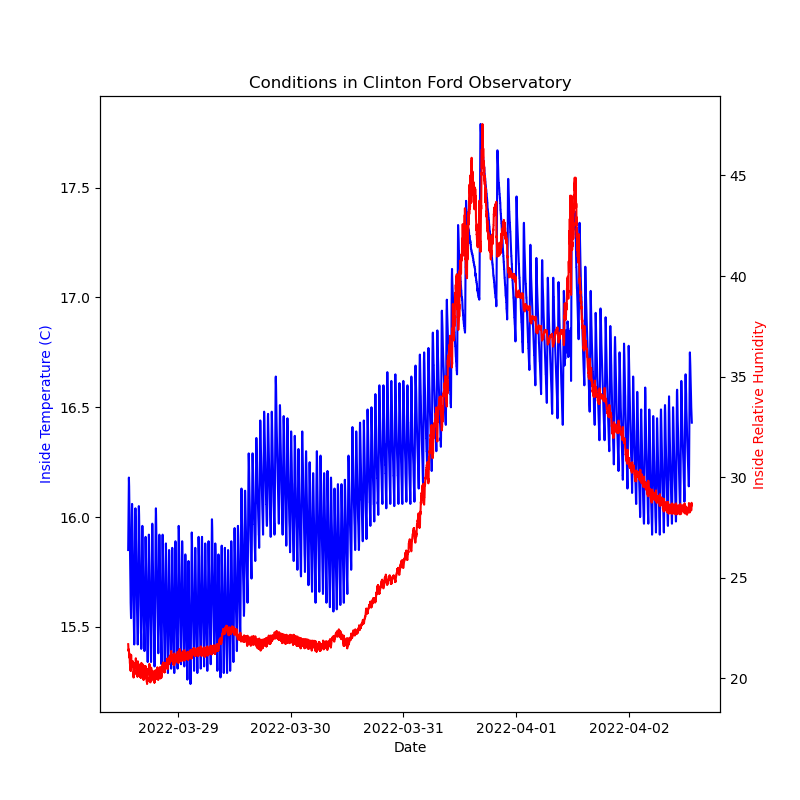 Conditions in Clinton Ford Observatory
Inside Temperature (C)
17.5
17.0
16.5
16.0
15.5
45
40
35
30
25
20
Inside Relative Humidity
2022-03-29 2022-03-30 2022-03-31 2022-04-01 2022-04-02
Date